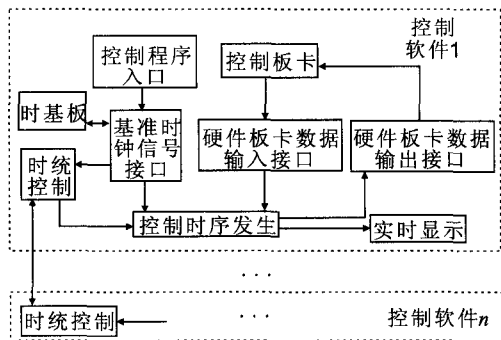 控制
软件1
控制程序
入口
控制板卡
时基板
基准时
钟信号
接口
硬件板卡数据
输入接口
硬件板卡数据
输出接口
时统
控制
控制时序发生
实时显示
...
时统控制
...
控制软件n